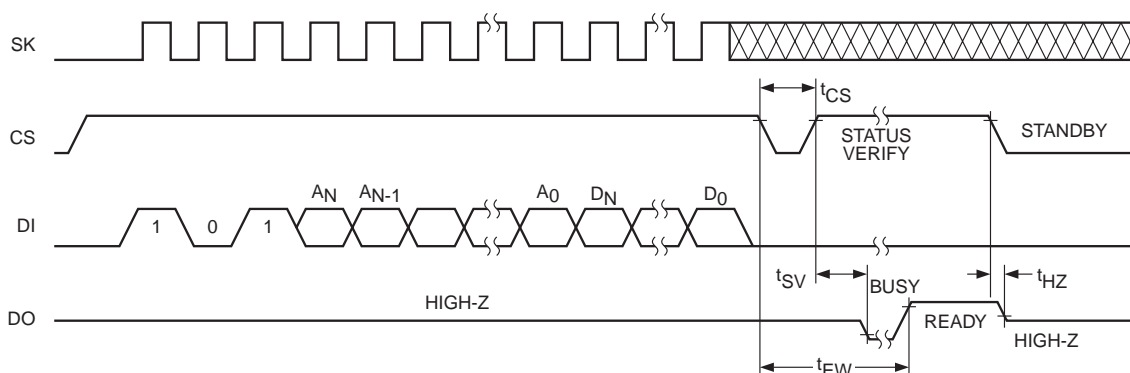 SK
tCS
CS
STATUS
VERIFY
STANDBY
AN AN-1 A0 DN D0
DI
1 0 1
tSV
BUSY
tHZ
HIGH-Z
DO
READY
HIGH-Z
tEW